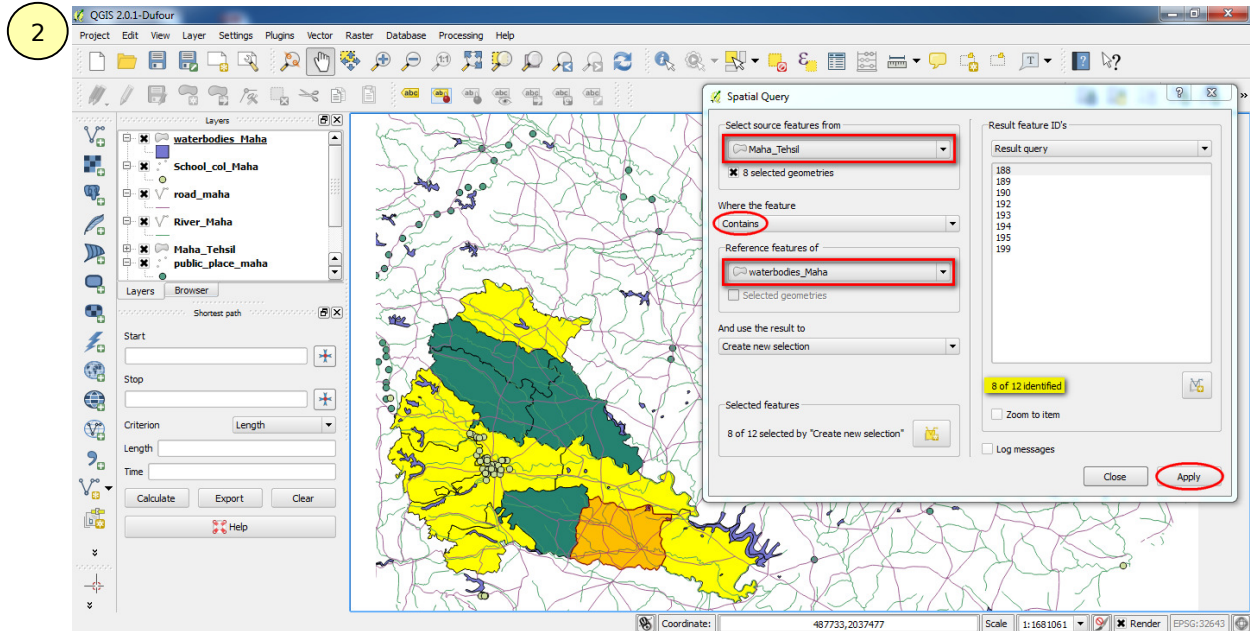 2
QGIS 2.0.1-Dufour
Project Edit View Layer Settings Plugins Vector Raster Database Processing Help
Layers
waterbodies_Maha
School_col_Maha
road_maha
River_Maha
Maha_Tehsil
public_place_maha
Layers Browser
Shortest path
Start
Stop
Criterion Length
Length
Time
Calculate Export Clear
Help
Spatial Query
Select source features from
Maha_Tehsil
8 selected geometries
Where the feature
Contains
Reference features of
waterbodies_Maha
Selected geometries
And use the result to
Create new selection
Selected features
8 of 12 selected by "Create new selection"
Result feature ID's
Result query
188
189
190
192
193
194
195
199
8 of 12 identified
Zoom to item
Log messages
Close Apply
Coordinate: 487733,2037477 Scale 1:1681061 Render EPSG:32643